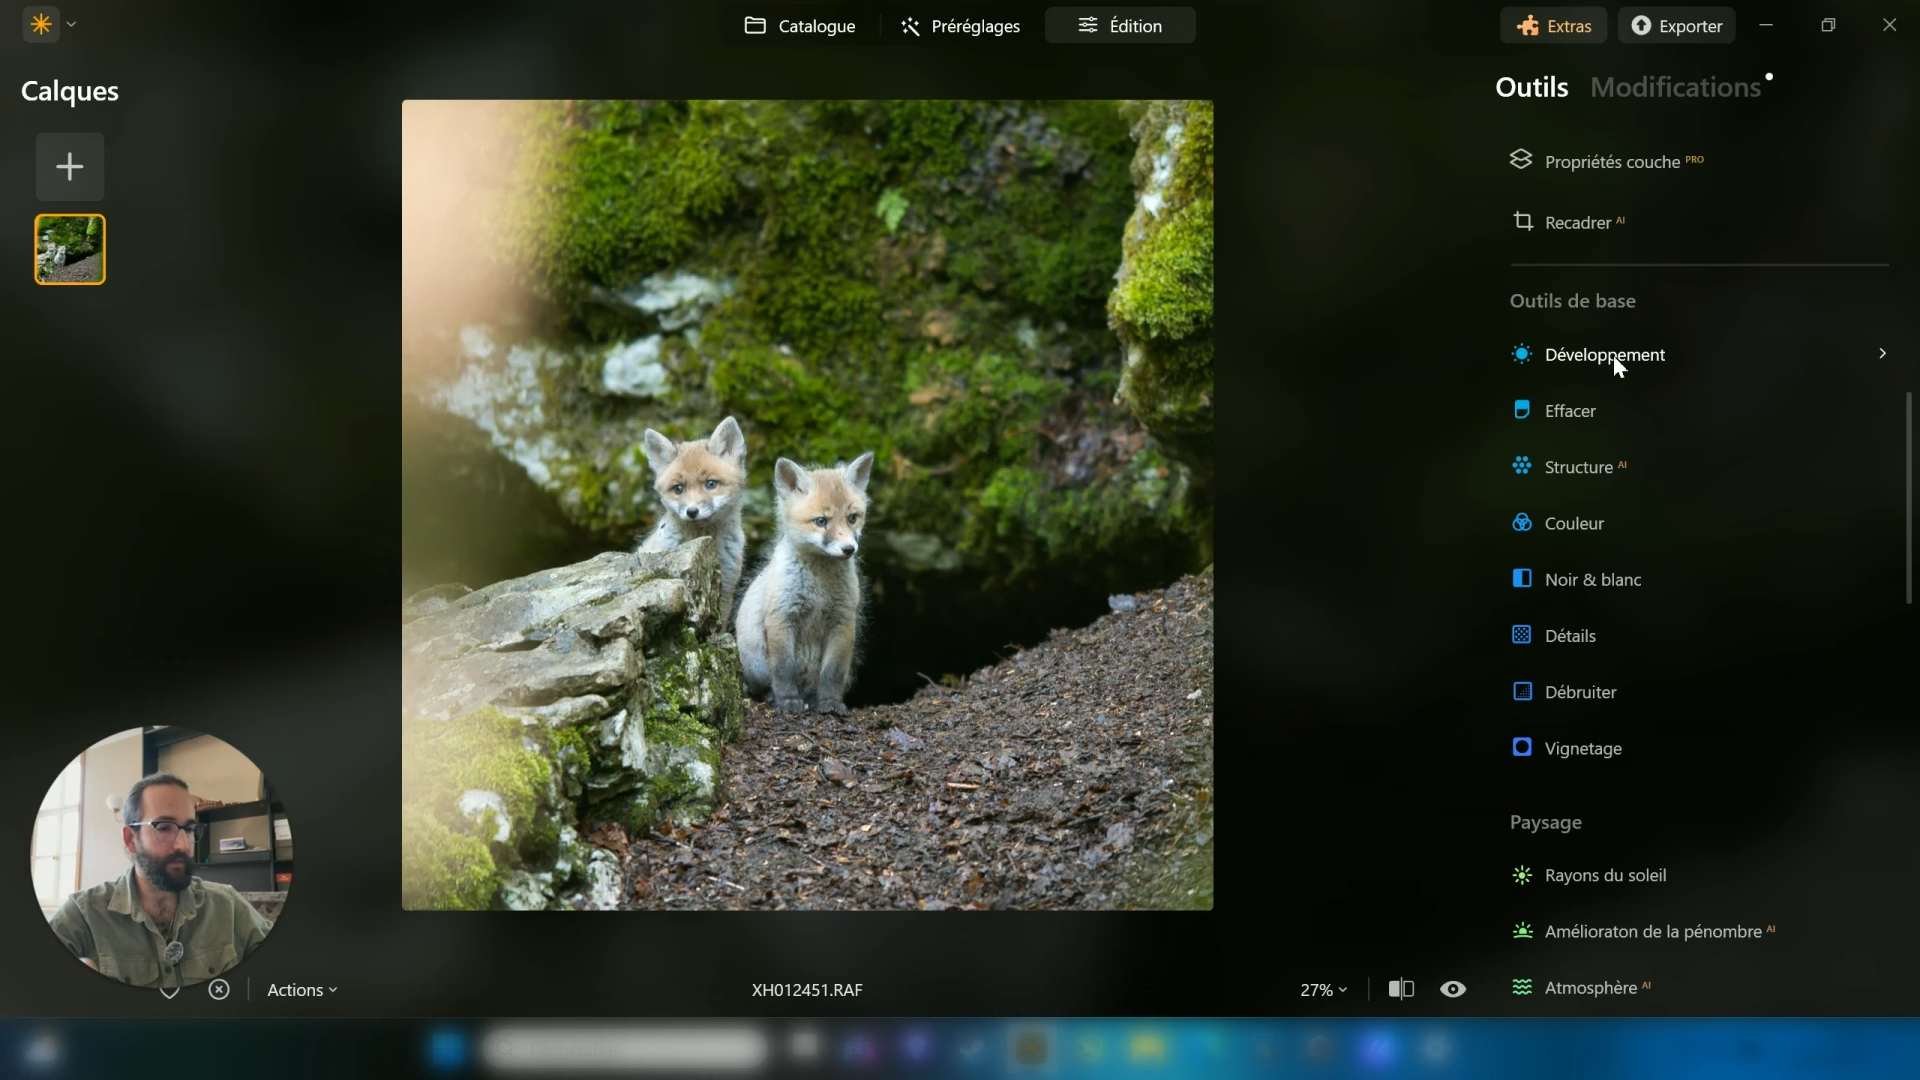 Catalogue
Préréglages
Édition
Extras
Exporter
Calques
Outils Modifications
Propriétés couche PRO
Recadrer AI
Outils de base
Développement
Effacer
Structure AI
Couleur
Noir & blanc
Détails
Débruiter
Vignetage
Paysage
Rayons du soleil
Amélioraton de la pénombre AI
Atmosphère AI
Actions
XH012451.RAF
27%